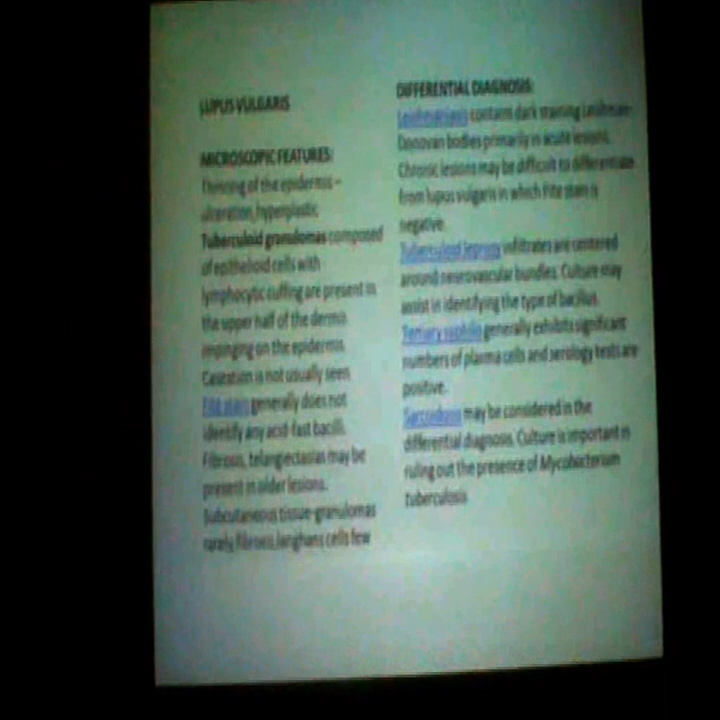 LUPUS VULGARIS
MICROSCOPIC FEATURES:
Thinning of the epidermis –
ulceration, hyperplastic
Tuberculoid granulomas composed
of epithelioid cells with
lymphocytic cuffing are present in
the upper half of the dermis
impinging on the epidermis
Caseation is not usually seen
Fite stain generally does not
identify any acid-fast bacilli.
Fibrosis, telangiectasias may be
present in older lesions.
Subcutaneous tissue-granulomas
rarely, fibrosis,langhans cells few
DIFFERENTIAL DIAGNOSIS:
Leishmaniasis contains dark staining Leishman-
Donovan bodies primarily in acute lesions.
Chronic lesions may be difficult to differentiate
from lupus vulgaris in which Fite stain is
negative.
Tuberculoid leprosy infiltrates are centered
around neurovascular bundles. Culture may
assist in identifying the type of bacillus.
Tertiary syphilis generally exhibits significant
numbers of plasma cells and serology tests are
positive.
Sarcoidosis may be considered in the
differential diagnosis. Culture is important in
ruling out the presence of Mycobacterium
tuberculosis